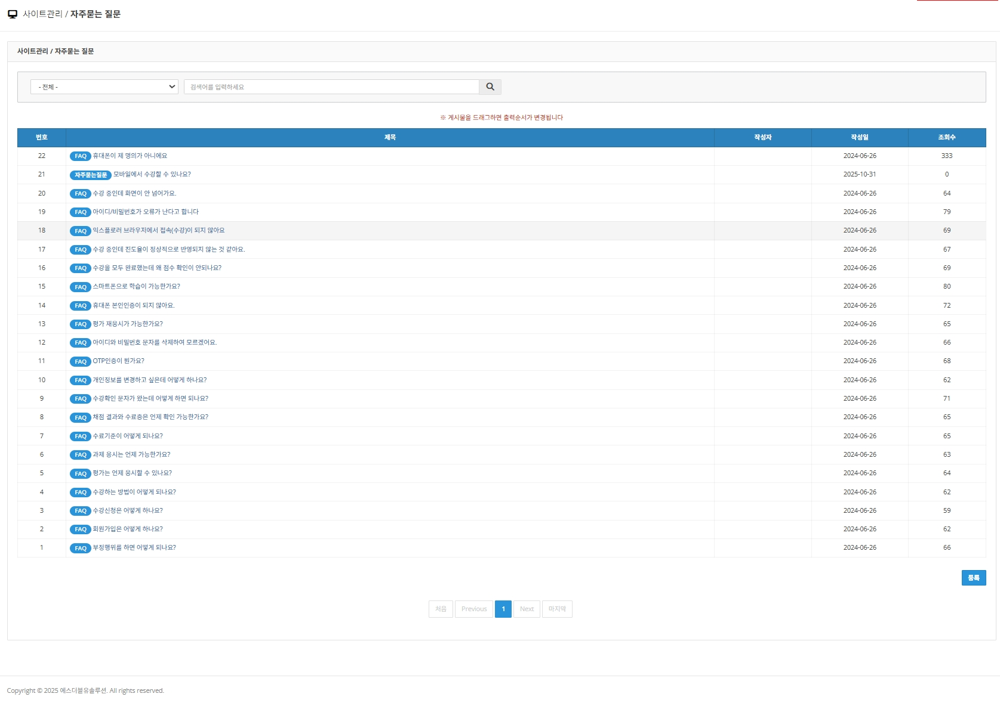 사이트관리 / 자주묻는 질문
사이트관리 / 자주묻는 질문
- 전체 - 검색어를 입력하세요
※ 게시물을 드래그하면 출력순서가 변경됩니다
번호 제목 작성자 작성일 조회수
22 FAQ 휴대폰이 제 명의가 아니에요 2024-06-26 333
21 자주묻는질문 모바일에서 수강할 수 있나요? 2025-10-31 0
20 FAQ 수강 중인데 화면이 안 넘어가요. 2024-06-26 64
19 FAQ 아이디/비밀번호가 오류가 난다고 합니다 2024-06-26 79
18 FAQ 익스플로러 브라우저에서 접속(수강)이 되지 않아요 2024-06-26 69
17 FAQ 수강 중인데 진도율이 정상적으로 반영되지 않는 것 같아요. 2024-06-26 67
16 FAQ 수강을 모두 완료했는데 왜 점수 확인이 안되나요? 2024-06-26 69
15 FAQ 스마트폰으로 학습이 가능한가요? 2024-06-26 80
14 FAQ 휴대폰 본인인증이 되지 않아요. 2024-06-26 72
13 FAQ 평가 재응시가 가능한가요? 2024-06-26 65
12 FAQ 아이디와 비밀번호 문자를 삭제하여 모르겠어요. 2024-06-26 66
11 FAQ OTP인증이 뭔가요? 2024-06-26 68
10 FAQ 개인정보를 변경하고 싶은데 어떻게 하나요? 2024-06-26 62
9 FAQ 수강확인 문자가 왔는데 어떻게 하면 되나요? 2024-06-26 71
8 FAQ 채점 결과와 수료증은 언제 확인 가능한가요? 2024-06-26 65
7 FAQ 수료기준이 어떻게 되나요? 2024-06-26 65
6 FAQ 과제 응시는 언제 가능한가요? 2024-06-26 63
5 FAQ 평가는 언제 응시할 수 있나요? 2024-06-26 64
4 FAQ 수강하는 방법이 어떻게 되나요? 2024-06-26 62
3 FAQ 수강신청은 어떻게 하나요? 2024-06-26 59
2 FAQ 회원가입은 어떻게 하나요? 2024-06-26 62
1 FAQ 부정행위를 하면 어떻게 되나요? 2024-06-26 66
등록
처음 Previous 1 Next 마지막
Copyright © 2025 에스더블유솔루션. All rights reserved.